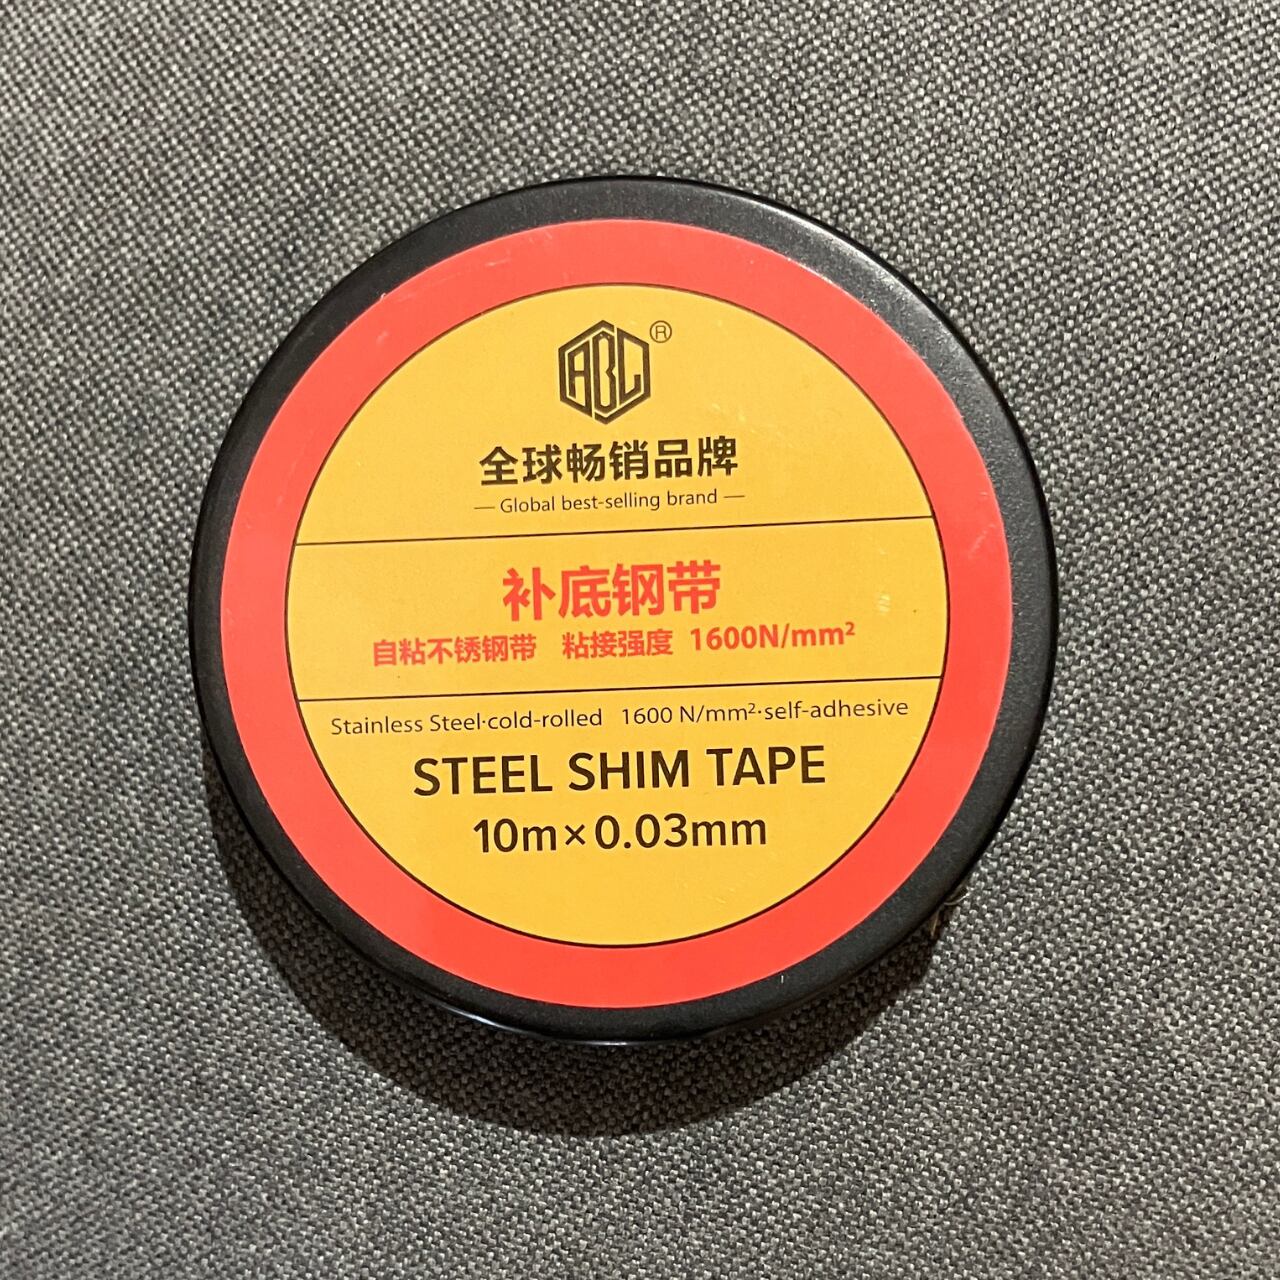 ABL®
全球畅销品牌
— Global best-selling brand —
补底钢带
自粘不锈钢带 粘接强度 1600N/mm²
Stainless Steel·cold-rolled 1600 N/mm²·self-adhesive
STEEL SHIM TAPE
10m×0.03mm